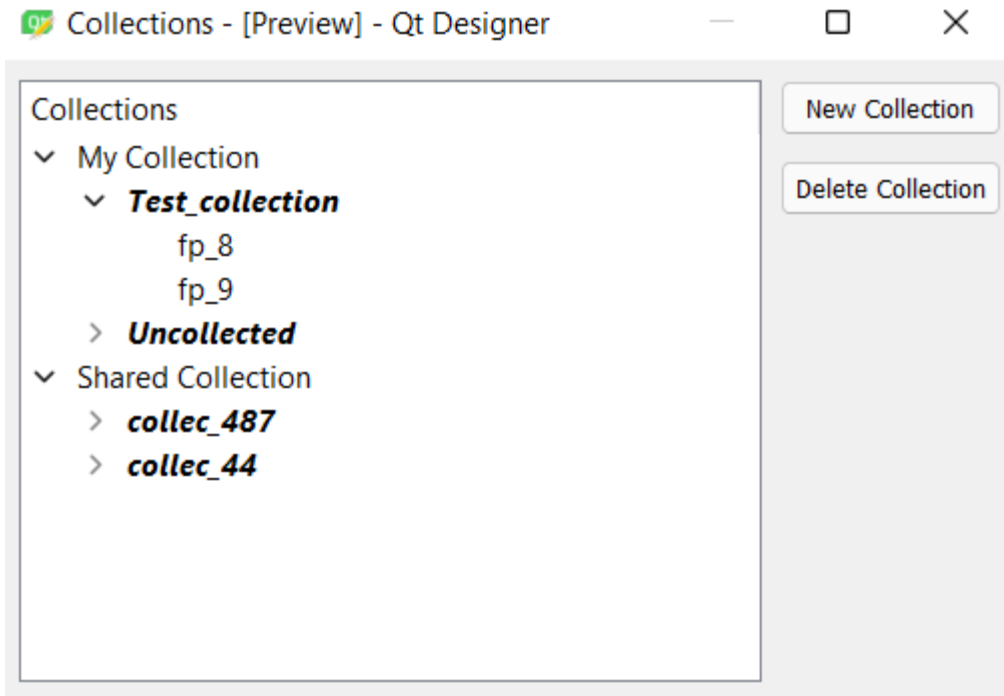 Collections - [Preview] - Qt Designer
Collections
New Collection
My Collection
Delete Collection
Test_collection
fp_8
fp_9
Uncollected
Shared Collection
collec_487
collec_44